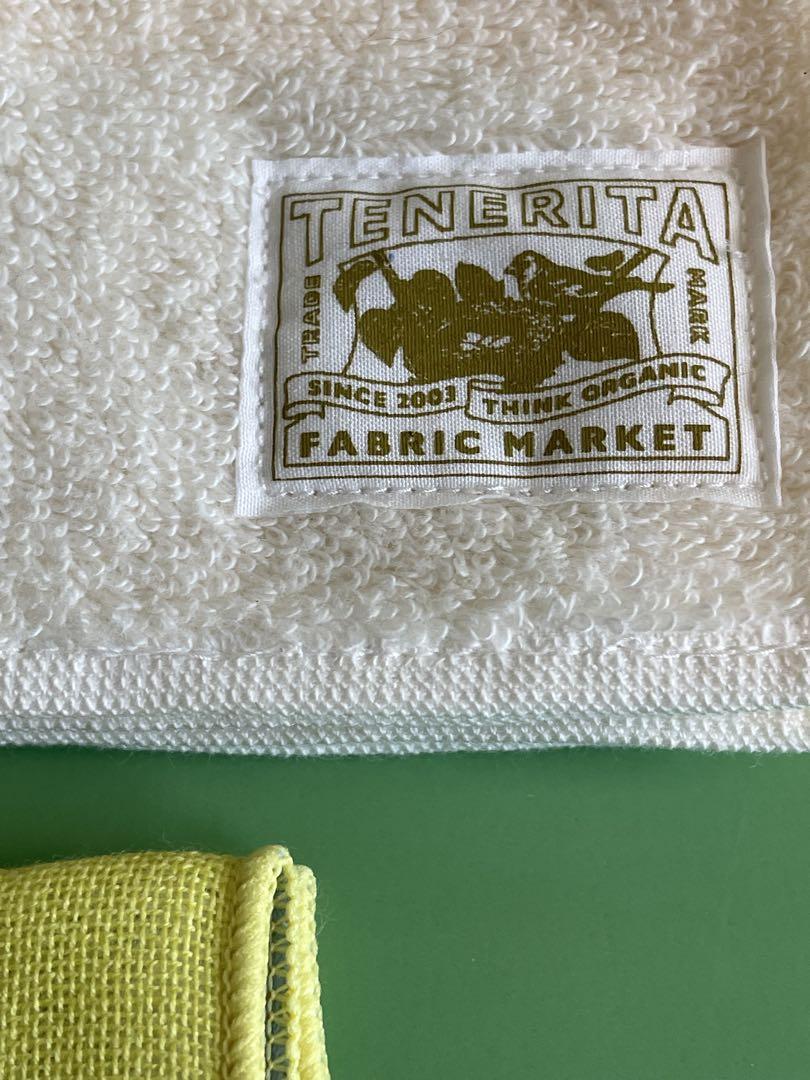 TENERITA
TRADE MARK
SINCE 2003 THINK ORGANIC
FABRIC MARKET